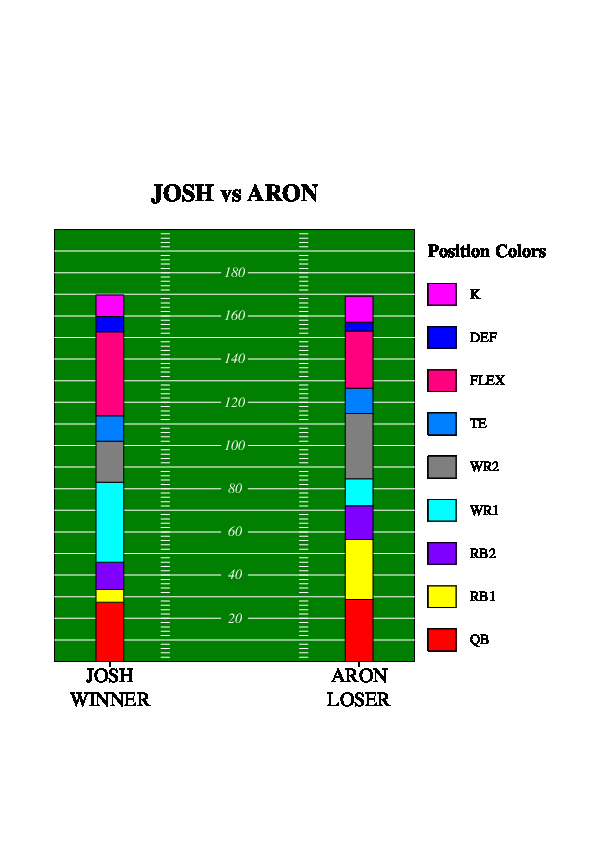 JOSH vs ARON
Position Colors
180
K
160
DEF
140
FLEX
120
TE
100
WR2
80
WR1
60
RB2
40
RB1
20
QB
JOSH
WINNER
ARON
LOSER